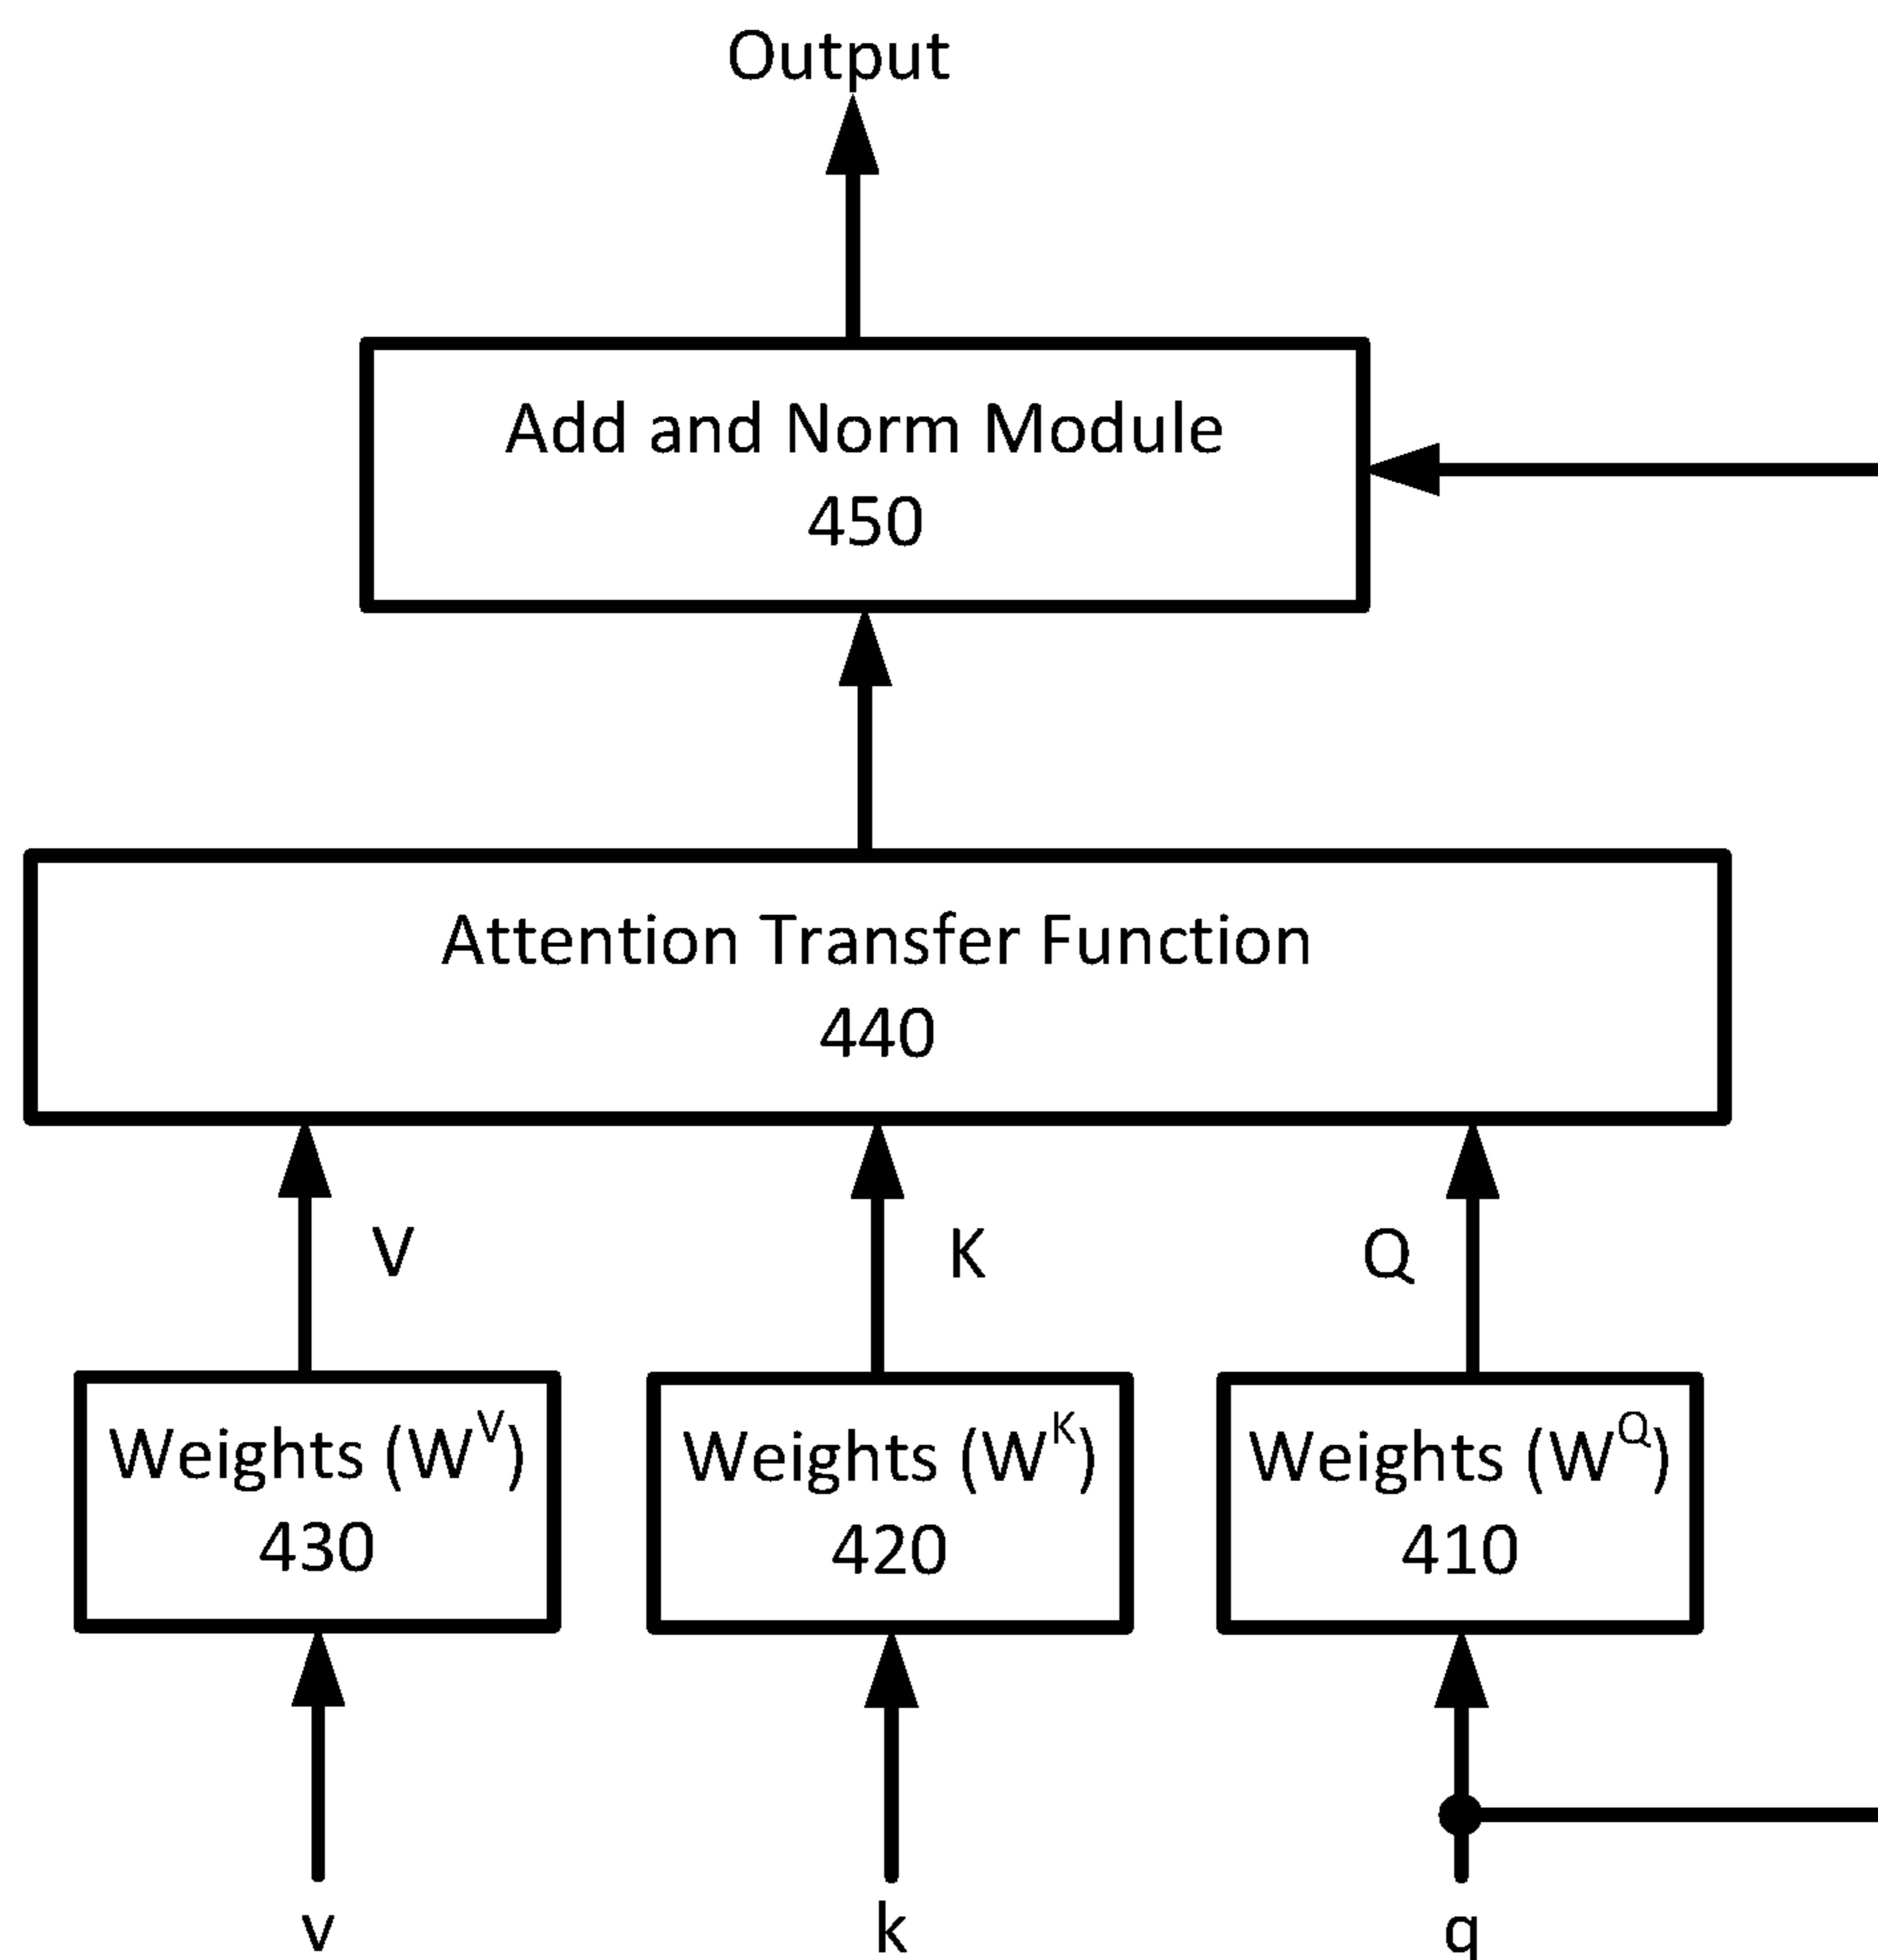 Output
Add and Norm Module
450
Attention Transfer Function
440
V
K
Q
Weights (W^V)
430
Weights (W^K)
420
Weights (W^Q)
410
v
k
q